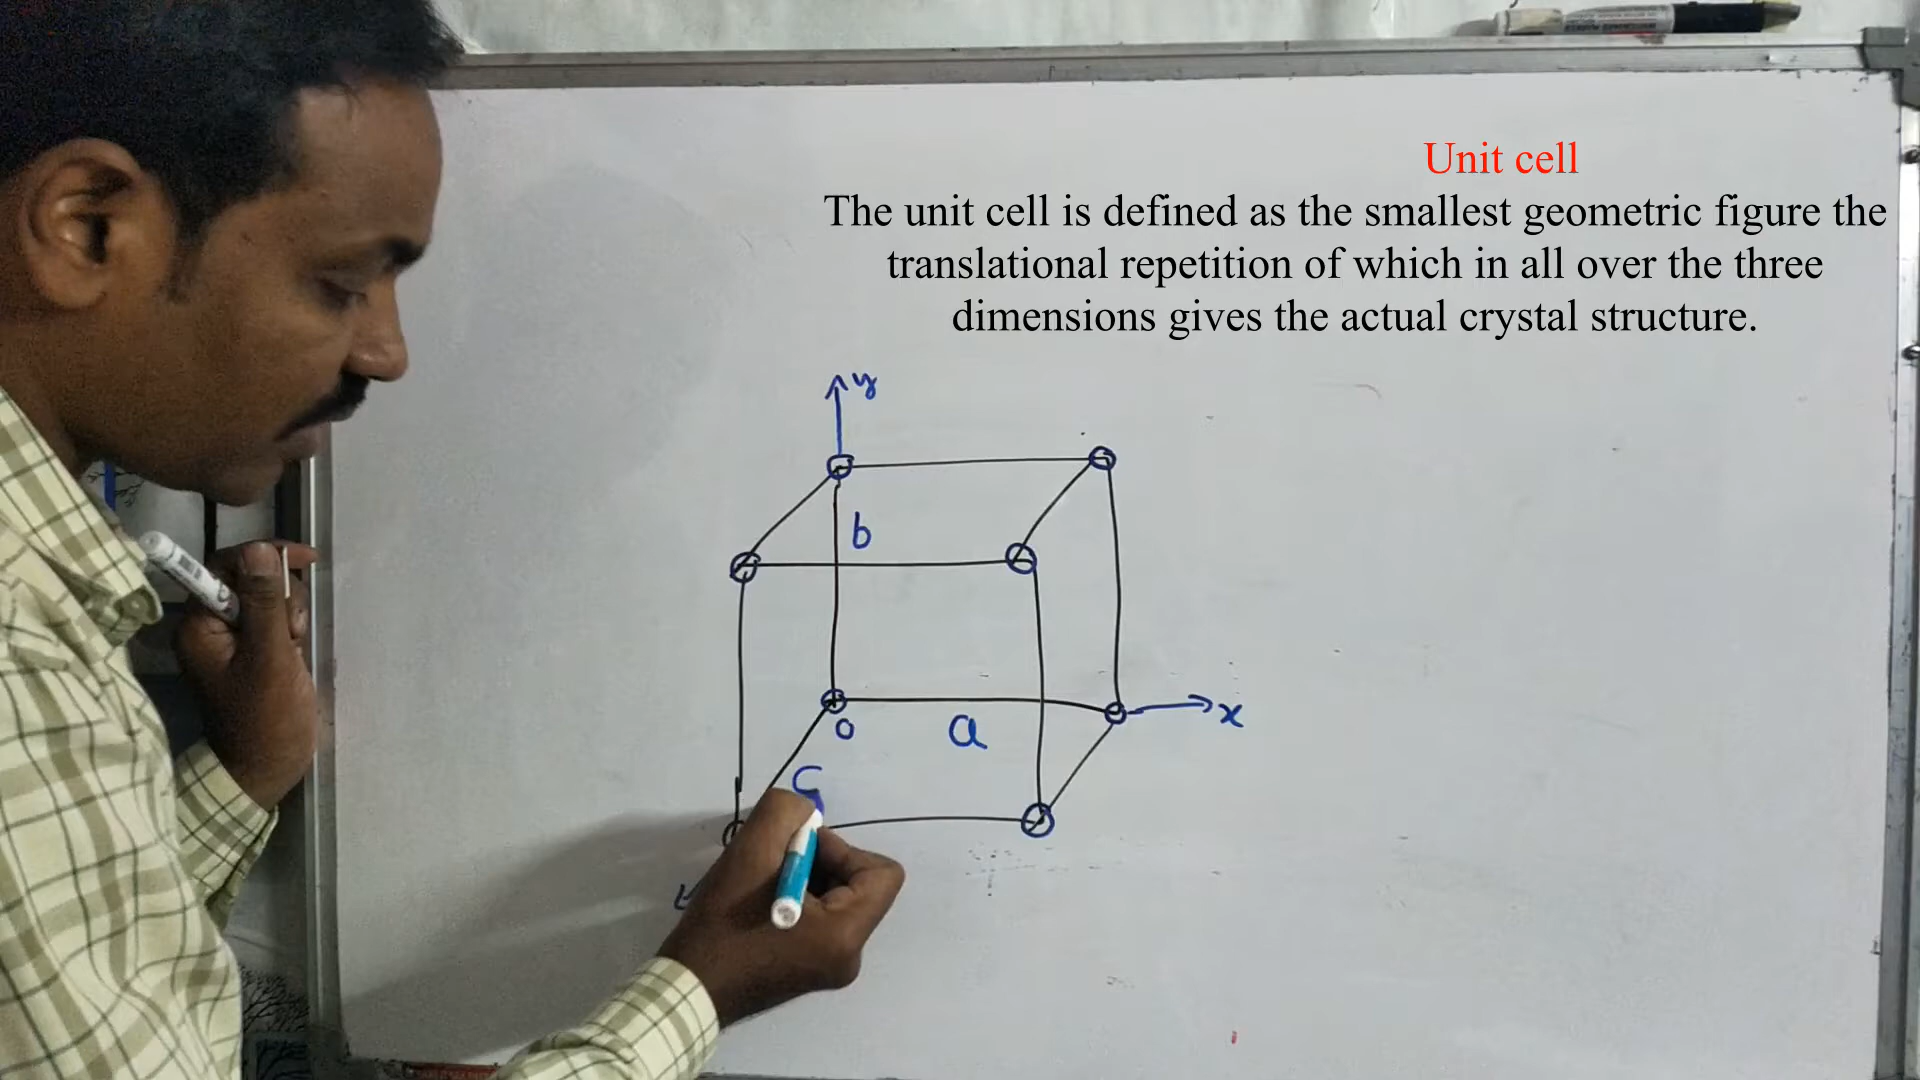 Unit cell
The unit cell is defined as the smallest geometric figure the
translational repetition of which in all over the three
dimensions gives the actual crystal structure.
y
b
o
a
x
c